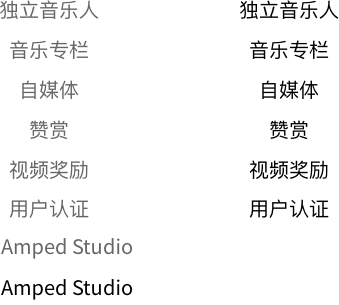 独立音乐人 独立音乐人
音乐专栏 音乐专栏
自媒体 自媒体
赞赏 赞赏
视频奖励 视频奖励
用户认证 用户认证
Amped Studio
Amped Studio